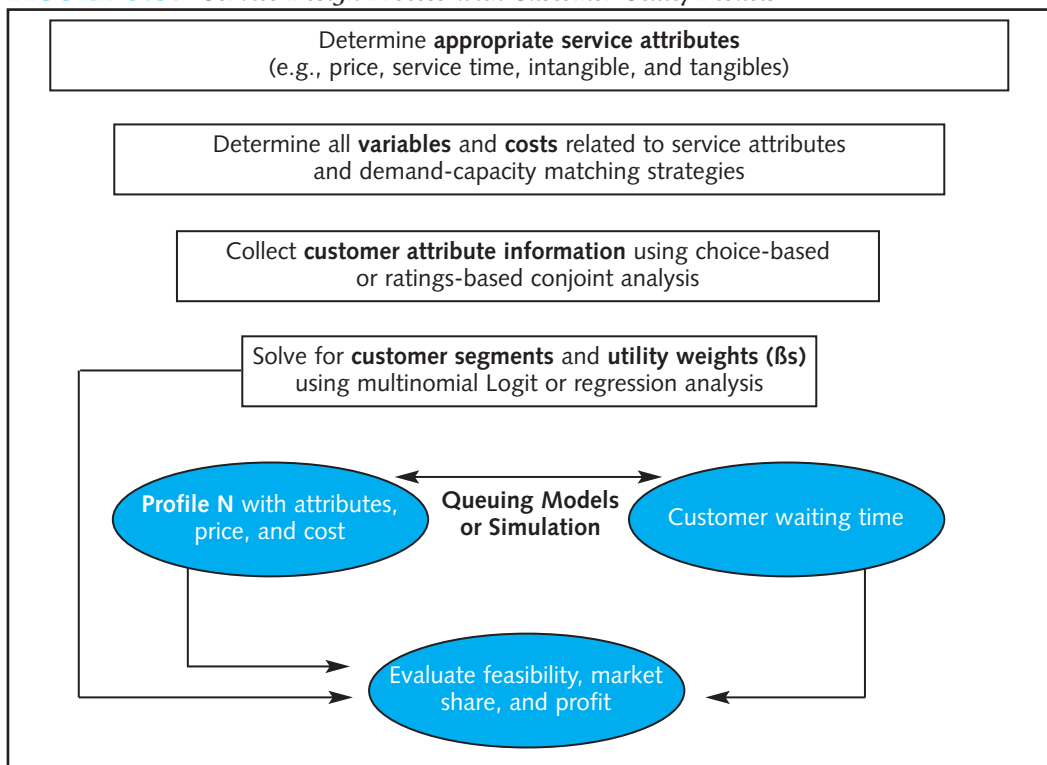 Determine appropriate service attributes
(e.g., price, service time, intangible, and tangibles)
Determine all variables and costs related to service attributes
and demand-capacity matching strategies
Collect customer attribute information using choice-based
or ratings-based conjoint analysis
Solve for customer segments and utility weights (ßs)
using multinomial Logit or regression analysis
Profile N with attributes,
price, and cost
Queuing Models
or Simulation
Customer waiting time
Evaluate feasibility, market
share, and profit